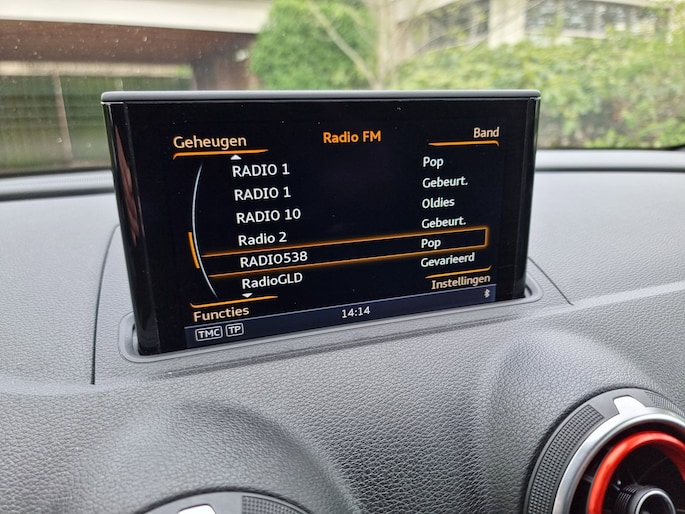 Geheugen Radio FM Band
RADIO 1 Pop
RADIO 1 Gebeurt.
RADIO 10 Oldies
Radio 2 Gebeurt.
RADIO538 Pop
RadioGLD Gevarieerd
Functies Instellingen
TMC TP 14:14